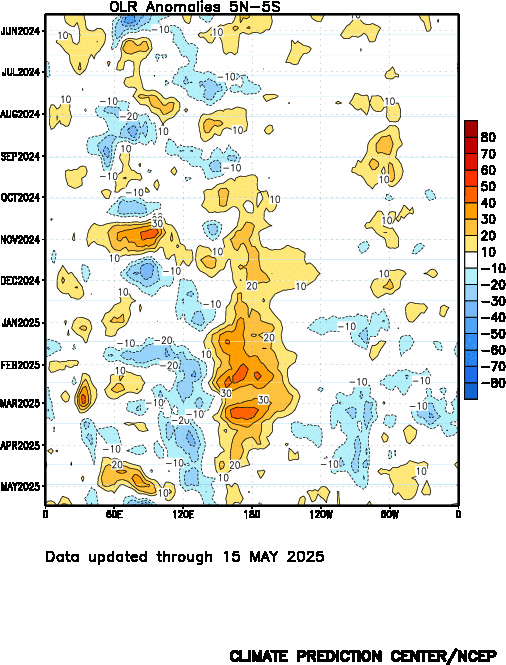 OLR Anomalies 5N-5S
JUN2024
JUL2024
AUG2024
SEP2024
OCT2024
NOV2024
DEC2024
JAN2025
FEB2025
MAR2025
APR2025
MAY2025
0 60E 120E 180 120W 60W 0
80
70
60
50
40
30
20
10
-10
-20
-30
-40
-50
-60
-70
-80
Data updated through 15 MAY 2025
CLIMATE PREDICTION CENTER/NCEP